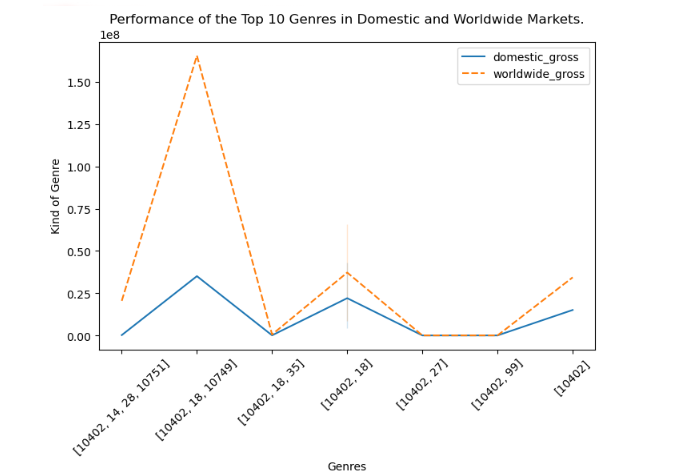 Performance of the Top 10 Genres in Domestic and Worldwide Markets.
1e8
domestic_gross
worldwide_gross
1.50
1.25
1.00
0.75
0.50
0.25
0.00
Kind of Genre
[10402, 14, 28, 10751]
[10402, 18, 10749]
[10402, 18, 35]
[10402, 18]
[10402, 27]
[10402, 99]
[10402]
Genres